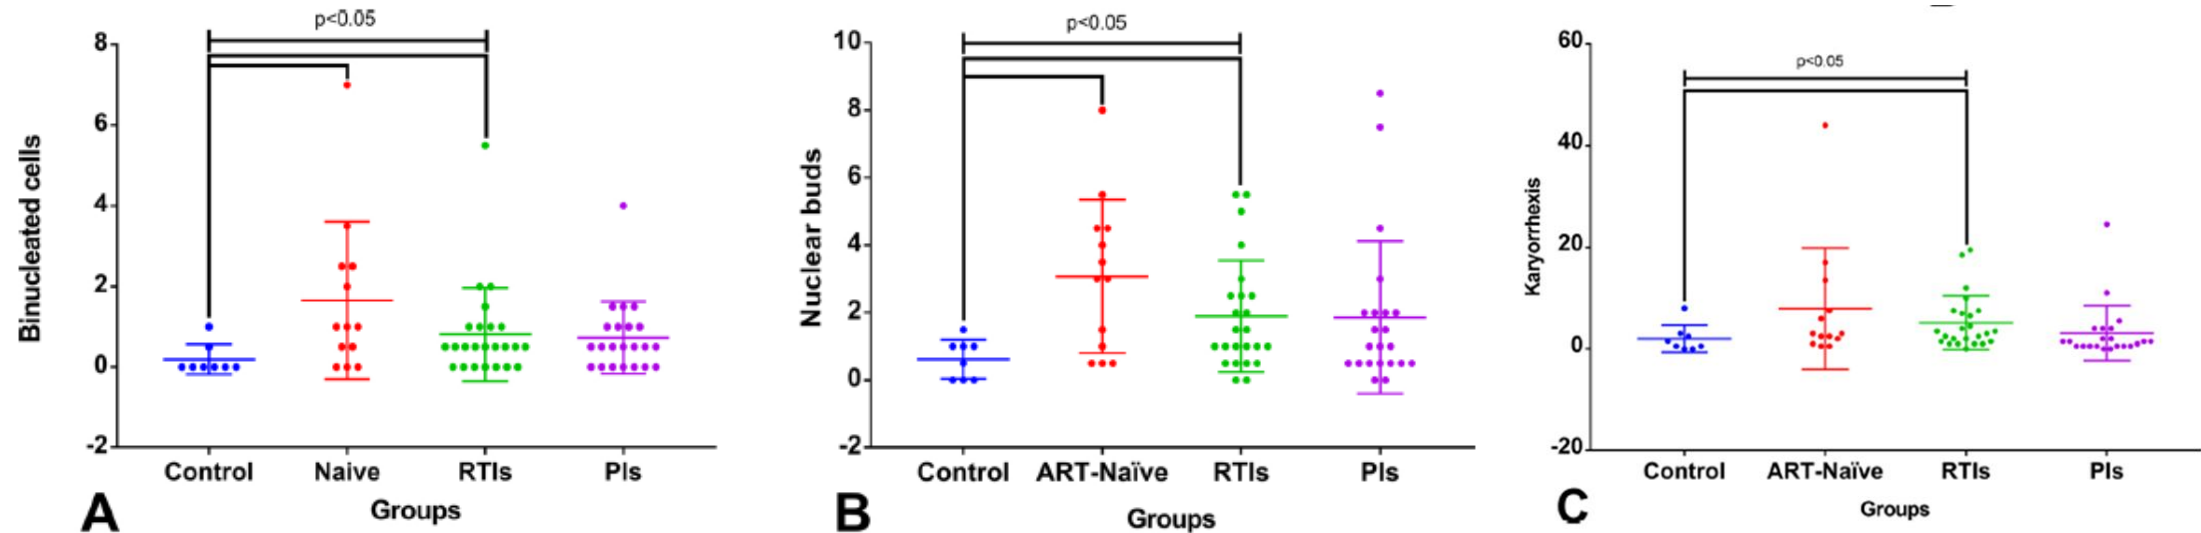 p<0.05
8
6
4
2
0
-2
Binucleated cells
Control Naive RTIs PIs
Groups
A
p<0.05
10
8
6
4
2
0
-2
Nuclear buds
Control ART-Naïve RTIs PIs
Groups
B
p<0.05
60
40
20
0
-20
Karyorrhexis
Control ART-Naïve RTIs PIs
Groups
C